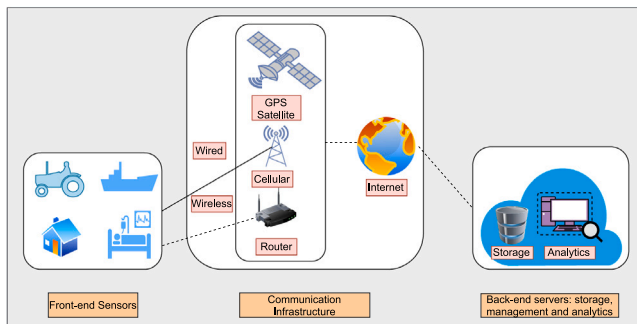 GPS
Satellite
Wired
Cellular
Wireless
Router
Internet
Storage
Analytics
Front-end Sensors
Communication
Infrastructure
Back-end servers: storage,
management and analytics